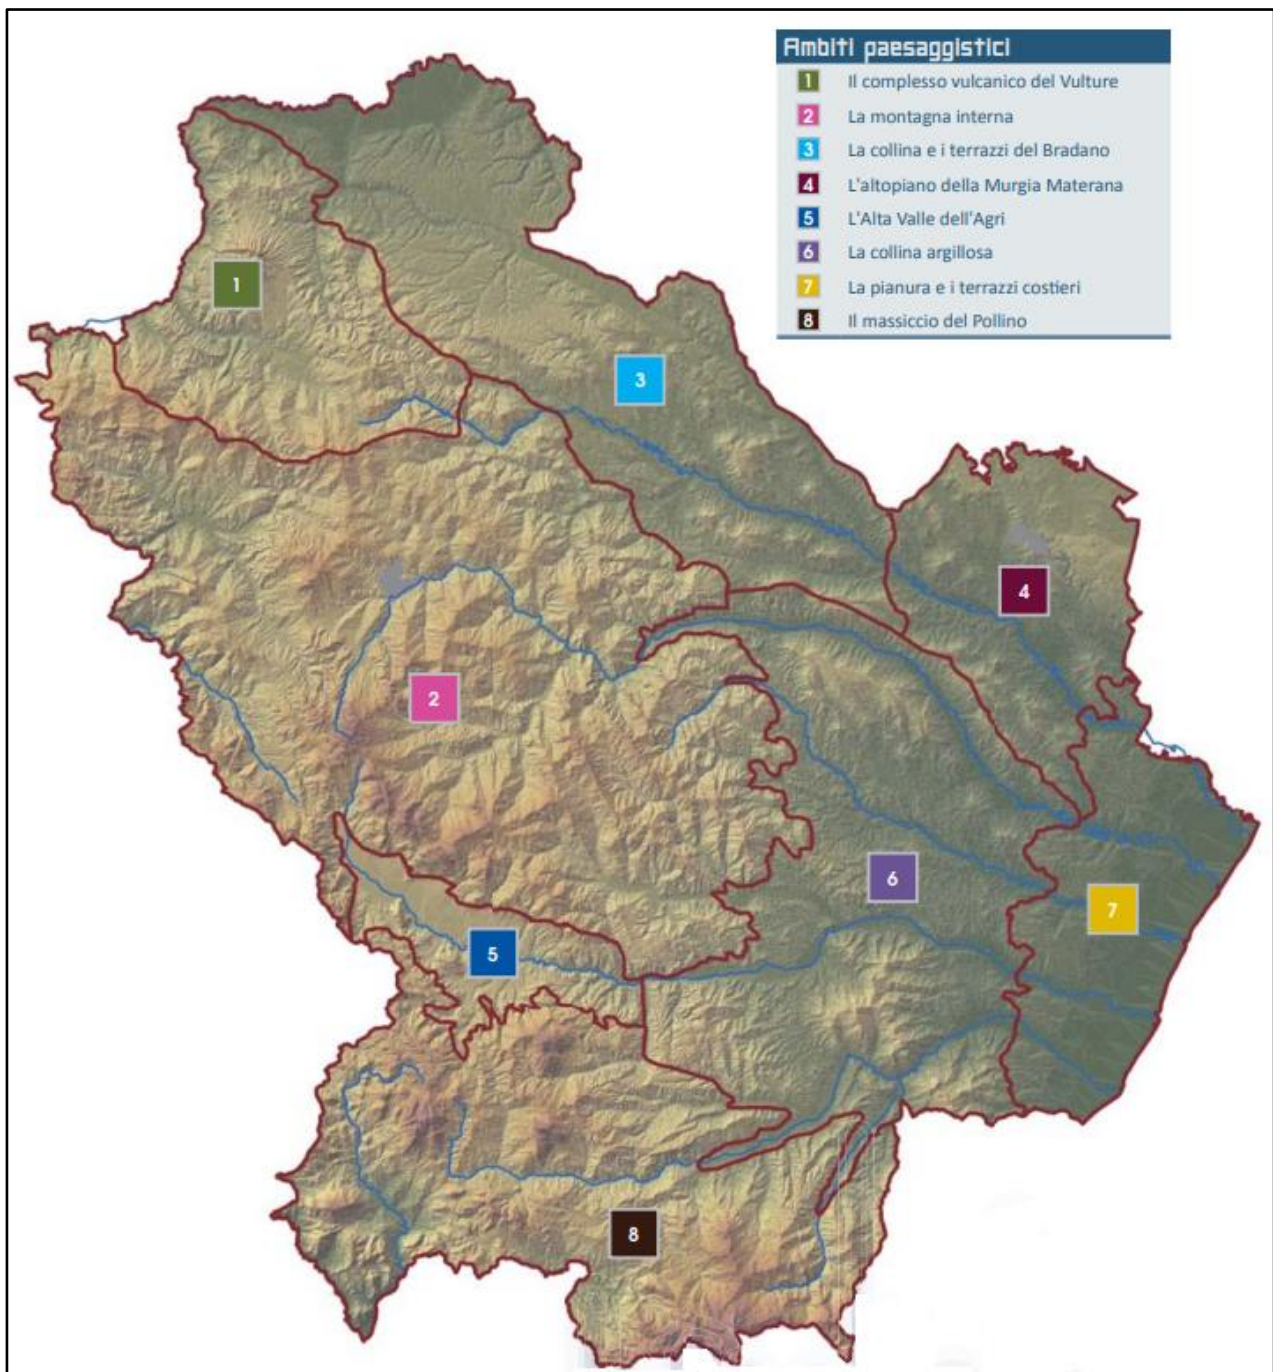 Ambiti paesaggistici
1 Il complesso vulcanico del Vulture
2 La montagna interna
3 La collina e i terrazzi del Bradano
4 L'altopiano della Murgia Materana
5 L'Alta Valle dell'Agri
6 La collina argillosa
7 La pianura e i terrazzi costieri
8 Il massiccio del Pollino
1
3
4
2
6
7
5
8